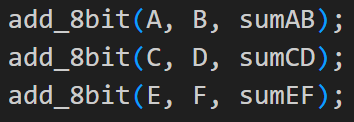 add_8bit(A, B, sumAB);
add_8bit(C, D, sumCD);
add_8bit(E, F, sumEF);